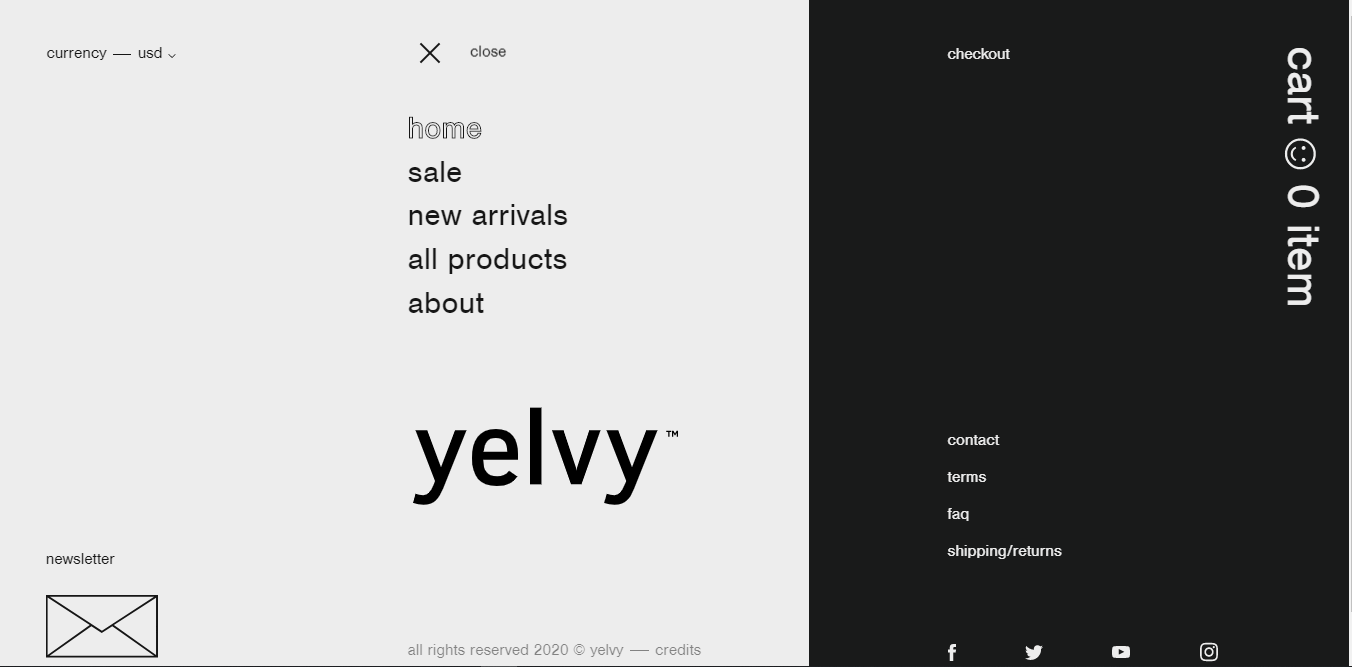 currency — usd
close
home
sale
new arrivals
all products
about
yelvy™
newsletter
all rights reserved 2020 © yelvy — credits
checkout
cart ☺ 0 item
contact
terms
faq
shipping/returns